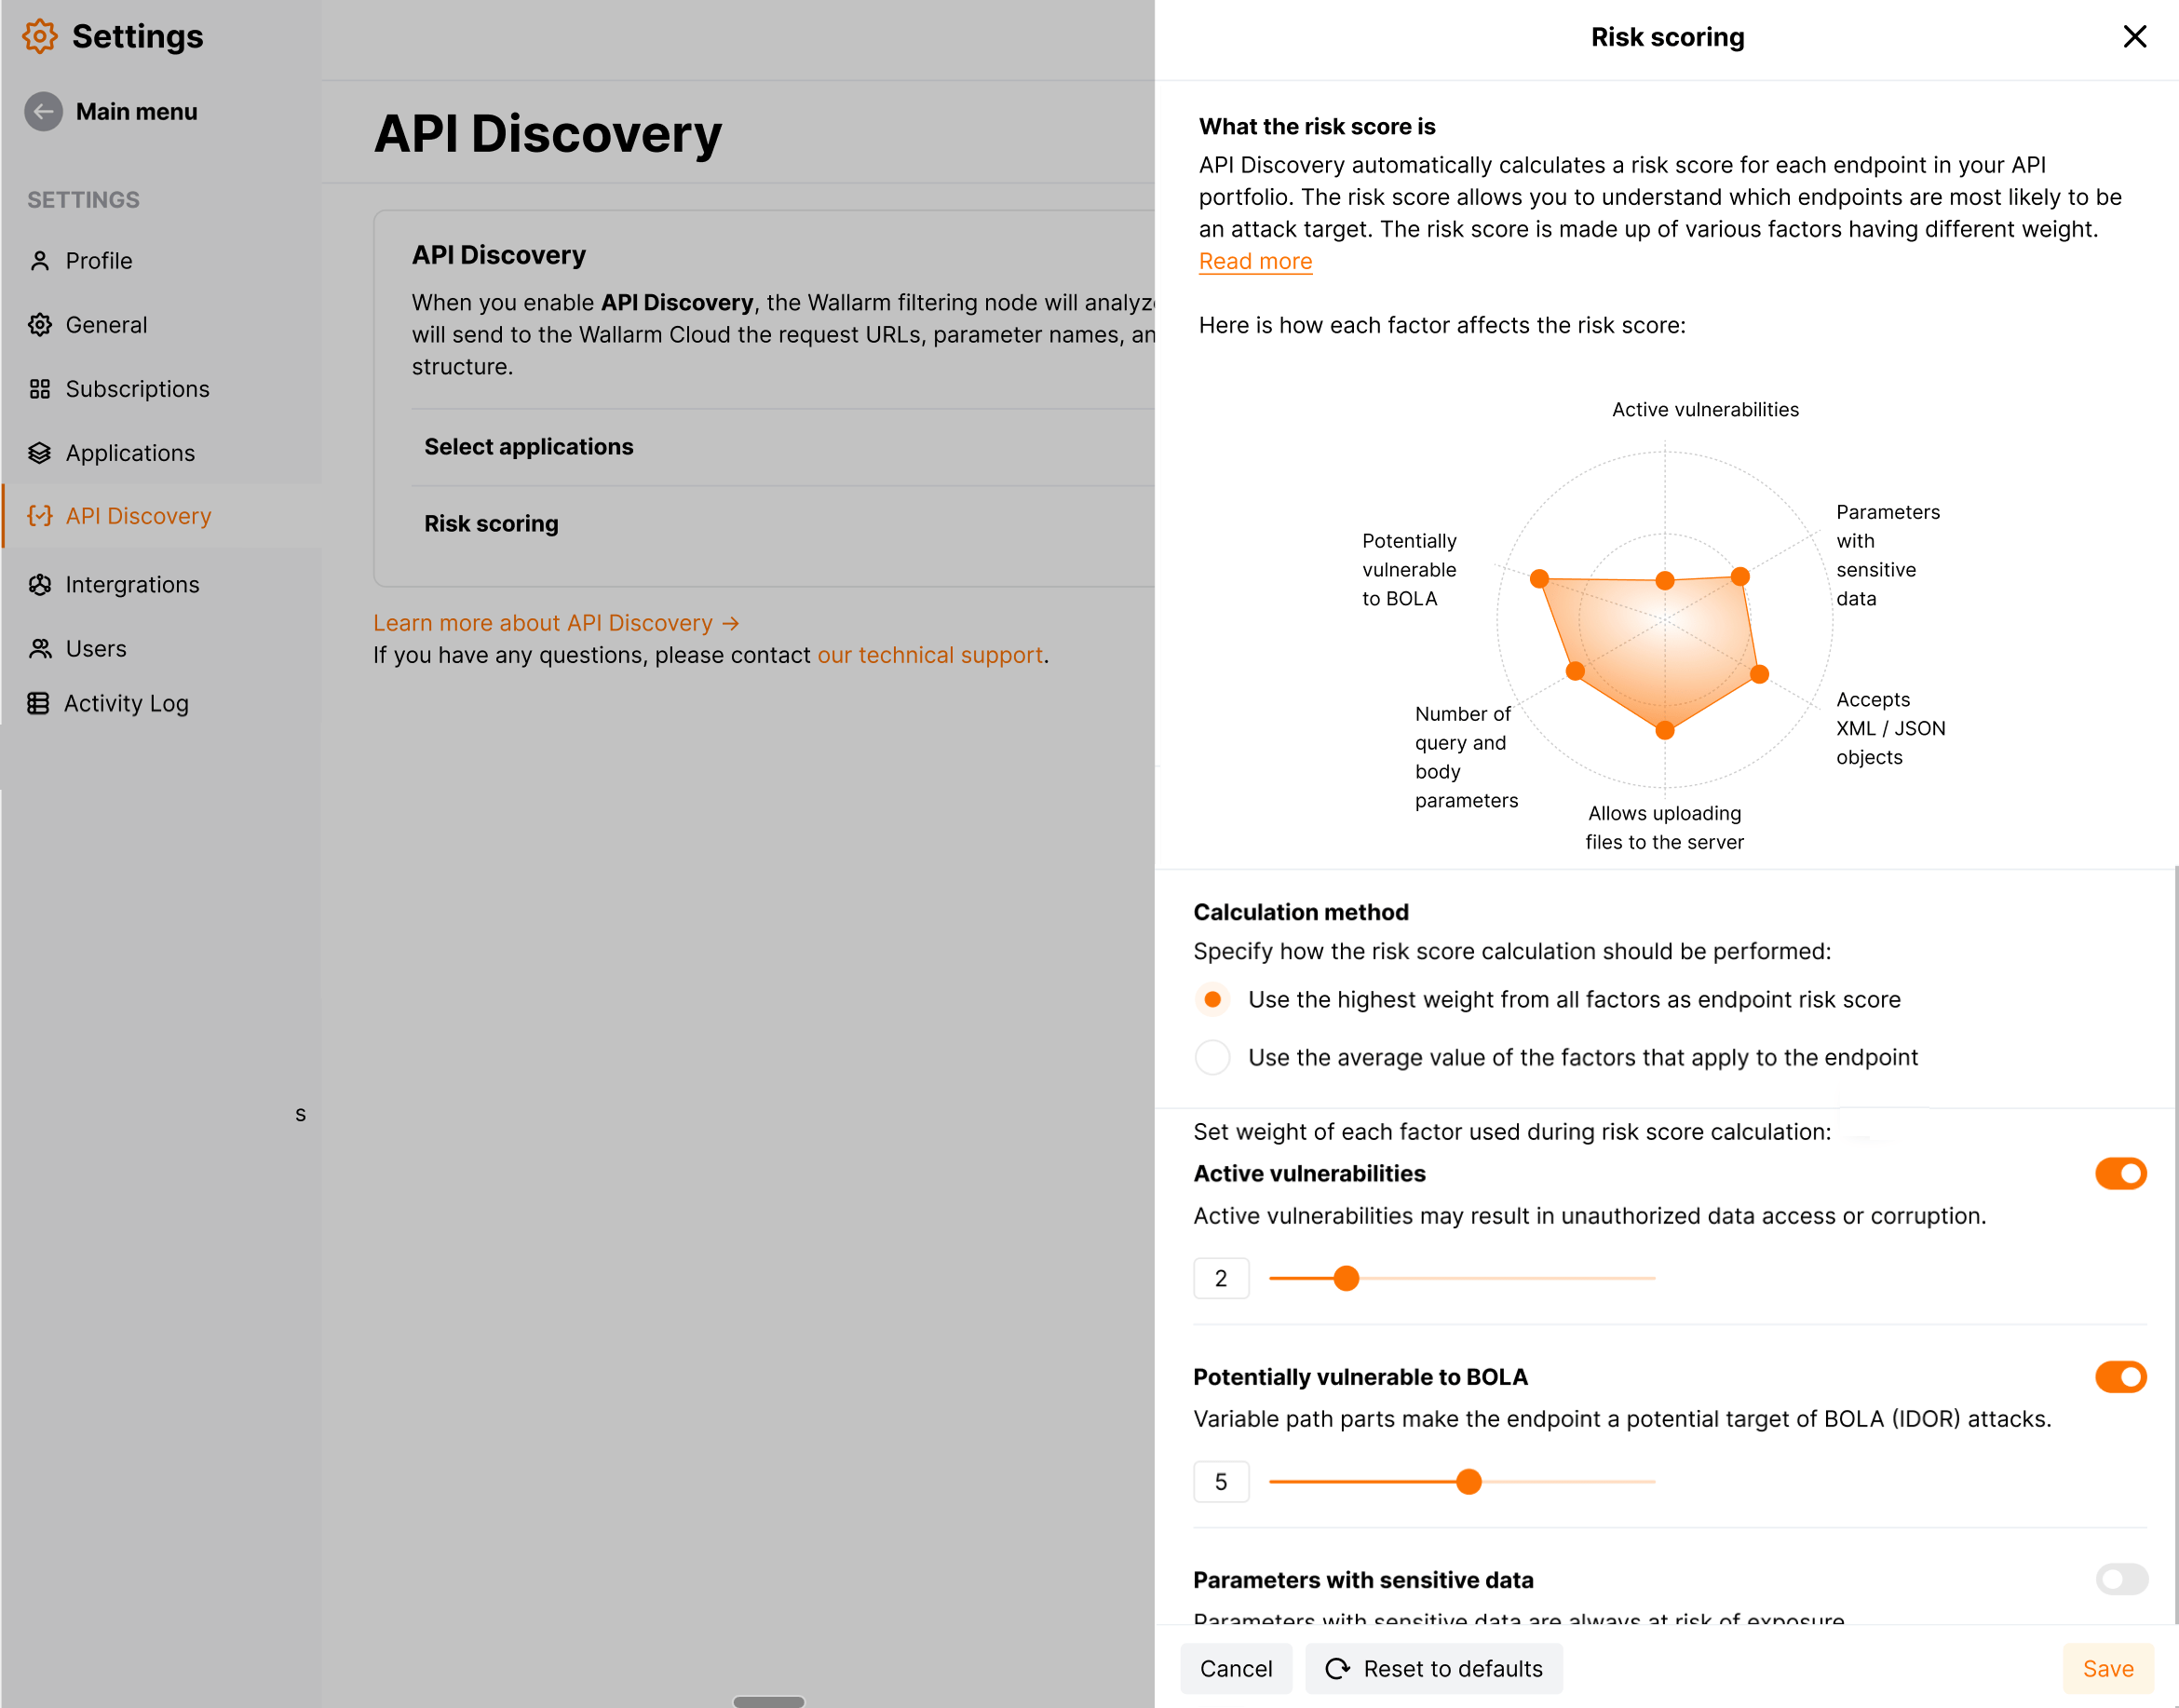 Settings
Main menu
SETTINGS
Profile
General
Subscriptions
Applications
API Discovery
Intergrations
Users
Activity Log
s
API Discovery
API Discovery
When you enable API Discovery, the Wallarm filtering node will analyze
will send to the Wallarm Cloud the request URLs, parameter names, an
structure.
Select applications
Risk scoring
Learn more about API Discovery →
If you have any questions, please contact our technical support.
Risk scoring
What the risk score is
API Discovery automatically calculates a risk score for each endpoint in your API
portfolio. The risk score allows you to understand which endpoints are most likely to be
an attack target. The risk score is made up of various factors having different weight.
Read more
Here is how each factor affects the risk score:
Active vulnerabilities
Parameters
with
sensitive
data
Potentially
vulnerable
to BOLA
Accepts
XML / JSON
objects
Number of
query and
body
parameters
Allows uploading
files to the server
Calculation method
Specify how the risk score calculation should be performed:
Use the highest weight from all factors as endpoint risk score
Use the average value of the factors that apply to the endpoint
Set weight of each factor used during risk score calculation:
Active vulnerabilities
Active vulnerabilities may result in unauthorized data access or corruption.
2
Potentially vulnerable to BOLA
Variable path parts make the endpoint a potential target of BOLA (IDOR) attacks.
5
Parameters with sensitive data
Parameters with sensitive data are always at risk of exposure
Cancel
Reset to defaults
Save